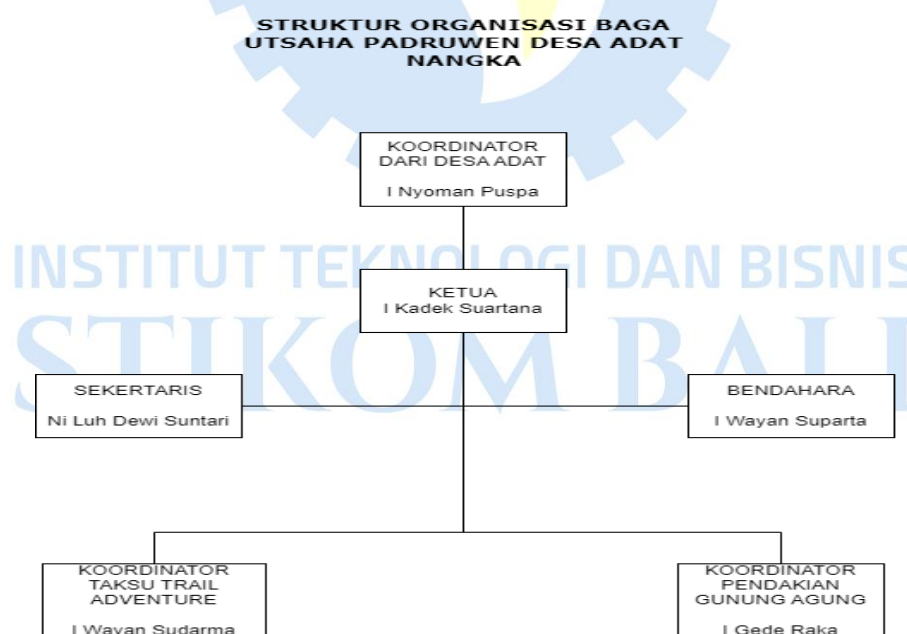 STRUKTUR ORGANISASI BAGA
UTSAHA PADRUWEN DESA ADAT
NANGKA
KOORDINATOR
DARI DESA ADAT
I Nyoman Puspa
INSTITUT TEKNOLOGI DAN BISNIS
STIKOM BALI
KETUA
I Kadek Suartana
SEKERTARIS
Ni Luh Dewi Suntari
BENDAHARA
I Wayan Suparta
KOORDINATOR
TAKSU TRAIL
ADVENTURE
I Wayan Sudarma
KOORDINATOR
PENDAKIAN
GUNUNG AGUNG
I Gede Raka